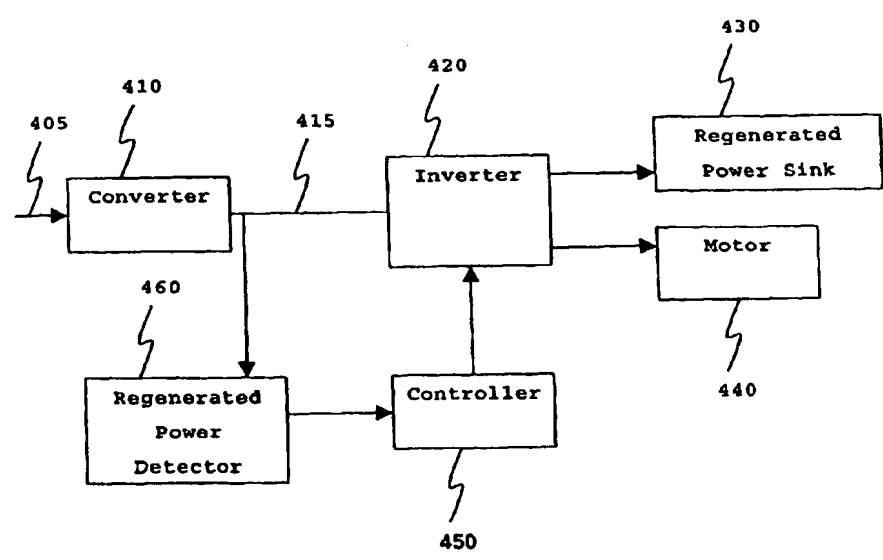 430
420
410
405
415
Regenerated
Power Sink
Inverter
Converter
Motor
460
440
Regenerated
Power
Detector
Controller
450